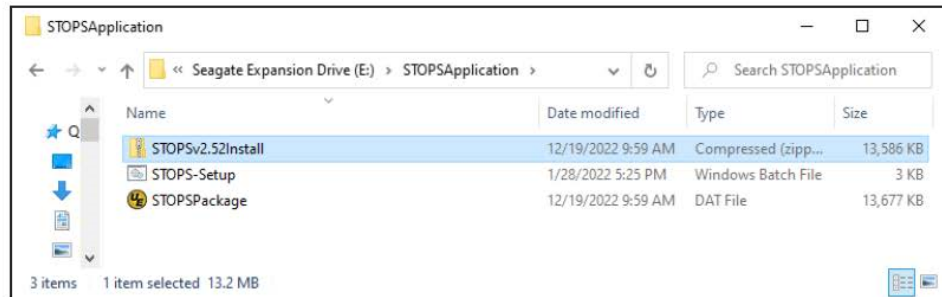 STOPSApplication
« Seagate Expansion Drive (E:) > STOPSApplication > Search STOPSApplication
Name Date modified Type Size
Q
STOPSv2.52Install 12/19/2022 9:59 AM Compressed (zipp... 13,586 KB
STOPS-Setup 1/28/2022 5:25 PM Windows Batch File 3 KB
STOPSPackage 12/19/2022 9:59 AM DAT File 13,677 KB
3 items 1 item selected 13.2 MB